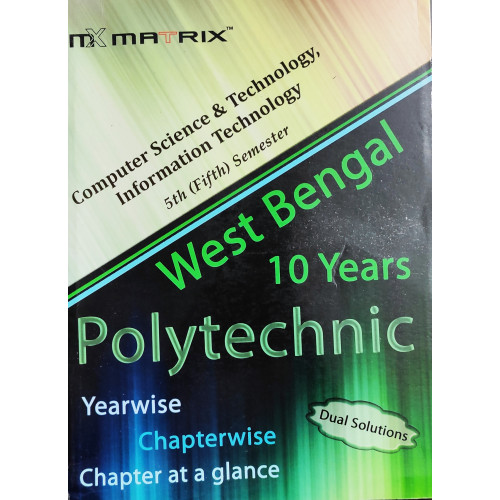 MX MATRIX™
Computer Science & Technology,
Information Technology
5th (Fifth) Semester
West Bengal
10 Years
Polytechnic
Yearwise
Chapterwise
Chapter at a glance
Dual Solutions